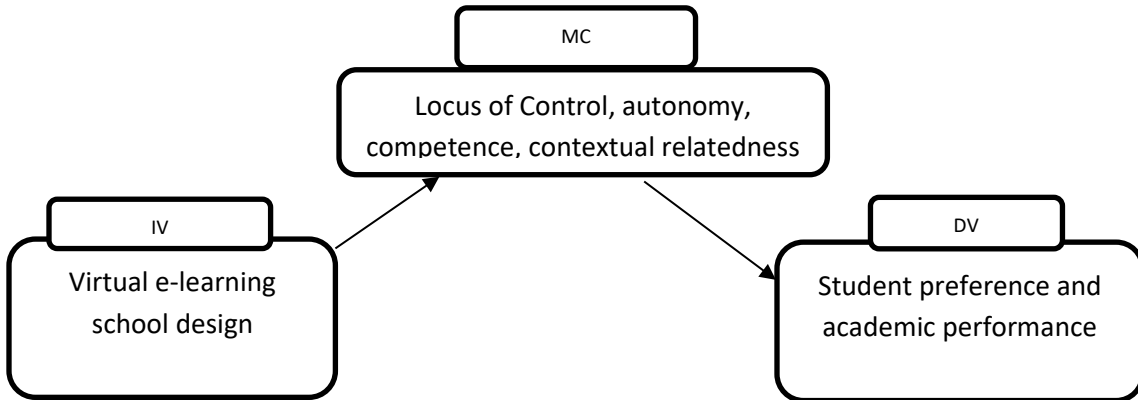 MC
Locus of Control, autonomy,
competence, contextual relatedness
IV
Virtual e-learning
school design
DV
Student preference and
academic performance